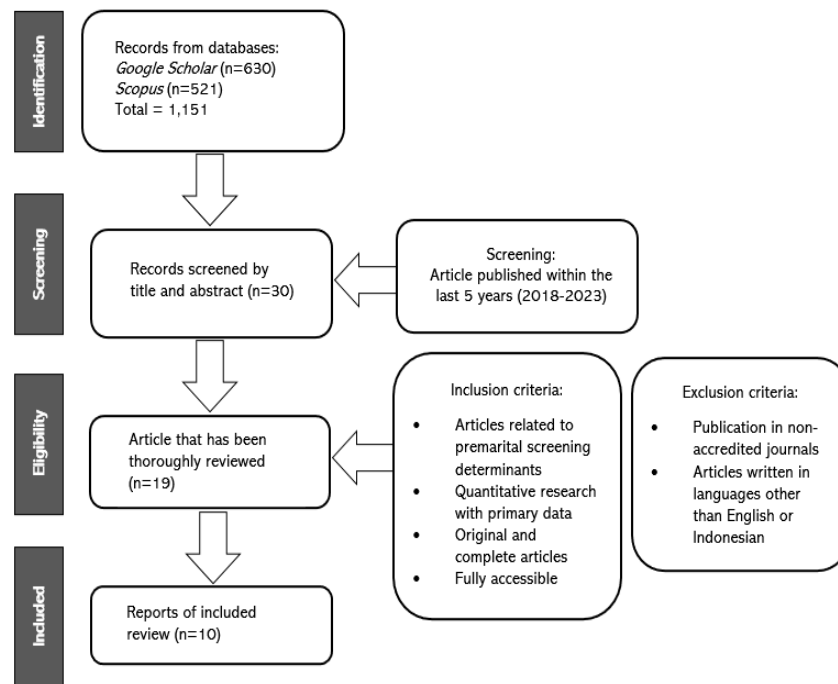 Identification
Records from databases:
Google Scholar (n=630)
Scopus (n=521)
Total = 1,151
Screening
Records screened by
title and abstract (n=30)
Screening:
Article published within the
last 5 years (2018-2023)
Eligibility
Article that has been
thoroughly reviewed
(n=19)
Inclusion criteria:
• Articles related to
premarital screening
determinants
• Quantitative research
with primary data
• Original and
complete articles
• Fully accessible
Exclusion criteria:
• Publication in non-
accredited journals
• Articles written in
languages other
than English or
Indonesian
Included
Reports of included
review (n=10)